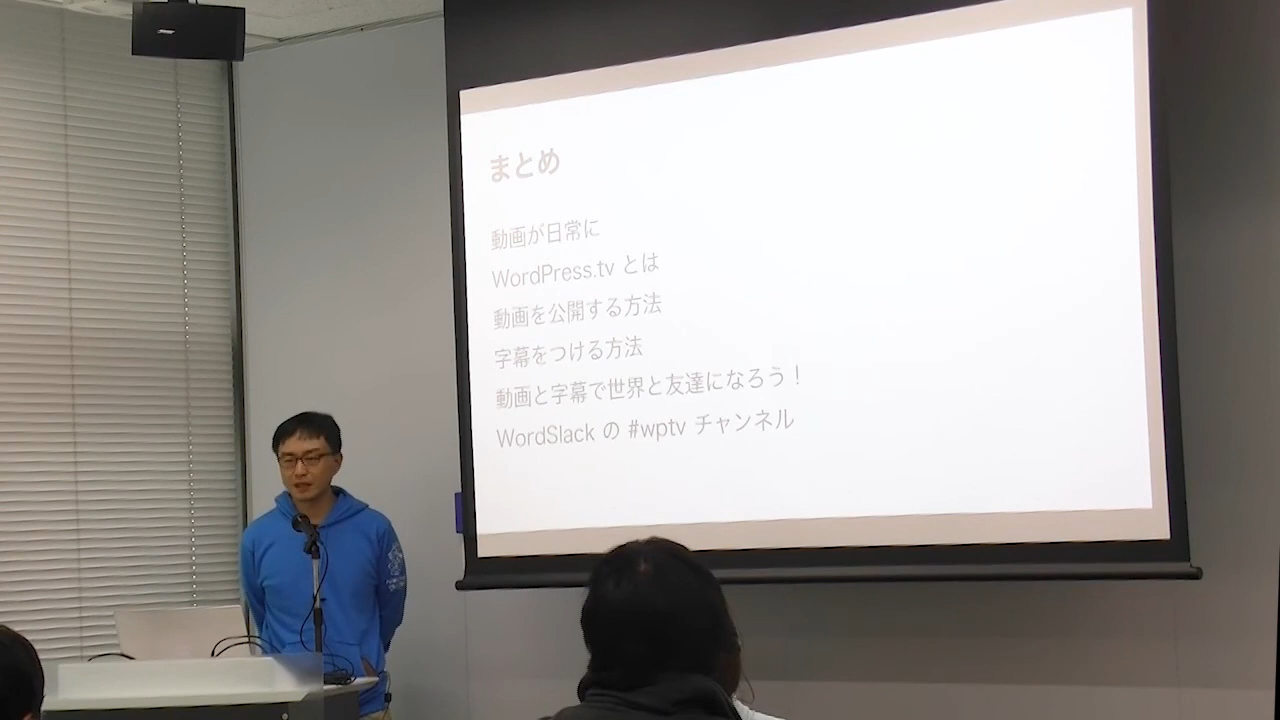 まとめ
動画が日常に
WordPress.tv とは
動画を公開する方法
字幕をつける方法
動画と字幕で世界と友達になろう！
WordSlack の #wptv チャンネル